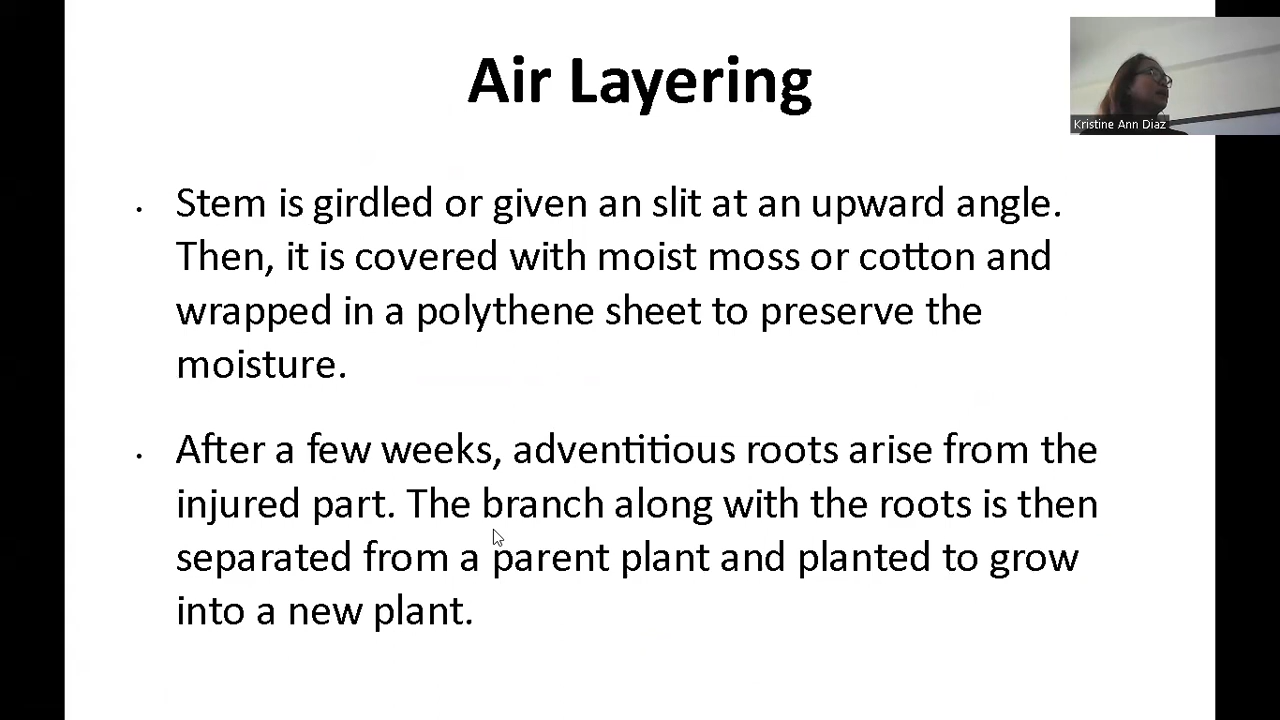 Air Layering
Kristine Ann Diaz
• Stem is girdled or given an slit at an upward angle.
Then, it is covered with moist moss or cotton and
wrapped in a polythene sheet to preserve the
moisture.
• After a few weeks, adventitious roots arise from the
injured part. The branch along with the roots is then
separated from a parent plant and planted to grow
into a new plant.